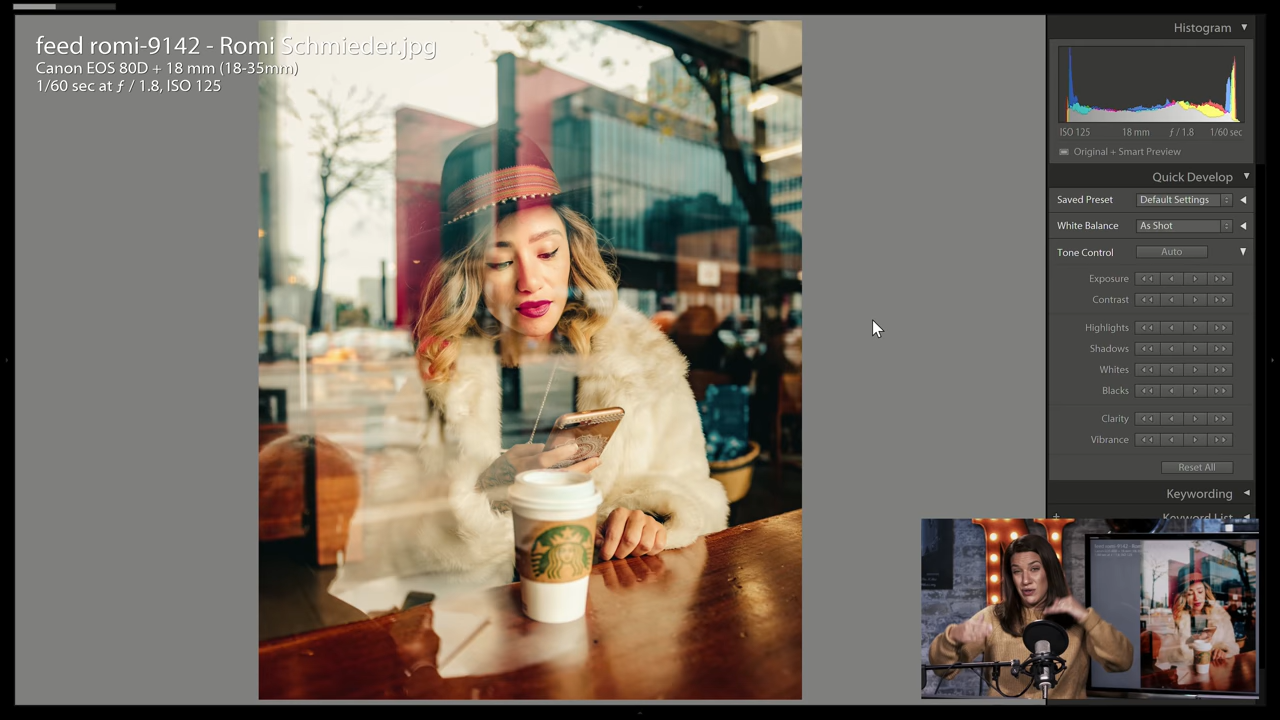 feed romi-9142 - Romi Schmieder.jpg
Canon EOS 80D + 18 mm (18-35mm)
1/60 sec at ƒ / 1.8, ISO 125
Histogram
ISO 125 18 mm ƒ / 1.8 1/60 sec
Original + Smart Preview
Quick Develop
Saved Preset Default Settings
White Balance As Shot
Tone Control Auto
Exposure
Contrast
Highlights
Shadows
Whites
Blacks
Clarity
Vibrance
Reset All
Keywording
Keyword List